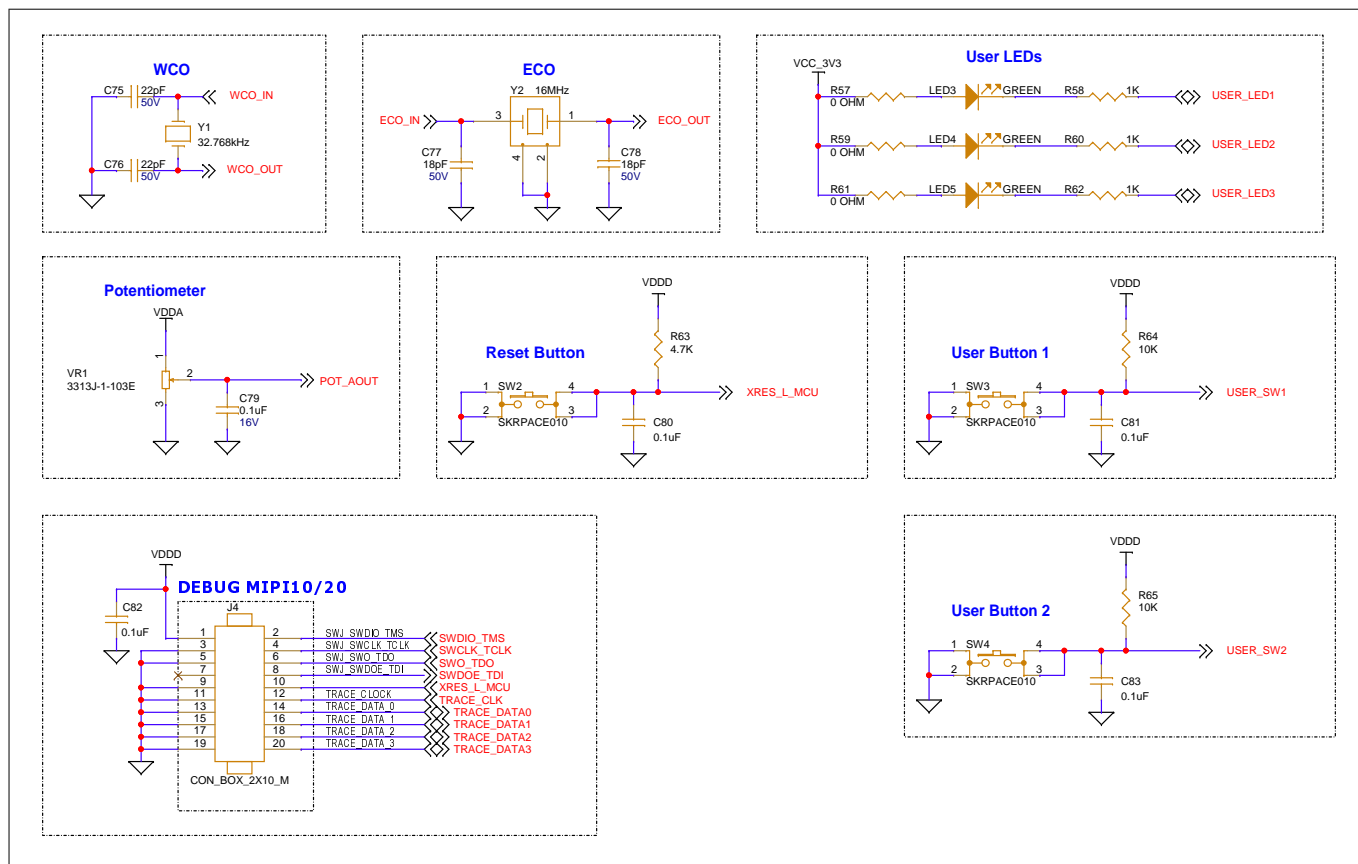 WCO
C75
22pF
50V
WCO_IN
Y1
32.768kHz
C76
22pF
50V
WCO_OUT
ECO
Y2
16MHz
ECO_IN
3
1
ECO_OUT
4
2
C77
18pF
50V
C78
18pF
50V
User LEDs
VCC_3V3
R57
0 OHM
LED3
GREEN
R58
1K
USER_LED1
R59
0 OHM
LED4
GREEN
R60
1K
USER_LED2
R61
0 OHM
LED5
GREEN
R62
1K
USER_LED3
Potentiometer
VDDA
VR1
3313J-1-103E
1
2
3
POT_AOUT
C79
0.1uF
16V
Reset Button
VDDD
R63
4.7K
1
SW2
4
2
3
SKRPACE010
XRES_L_MCU
C80
0.1uF
User Button 1
VDDD
R64
10K
1
SW3
4
2
3
SKRPACE010
USER_SW1
C81
0.1uF
VDDD
DEBUG MIPI10/20
C82
0.1uF
J4
1
2
SWJ_SWDIO_TMS
SWDIO_TMS
3
4
SWJ_SWCLK_TCLK
SWCLK_TCLK
5
6
SWJ_SWO_TDO
SWO_TDO
7
8
SWJ_SWDOE_TDI
SWDOE_TDI
9
10
XRES_L_MCU
11
12
TRACE_CLOCK
TRACE_CLK
13
14
TRACE_DATA_0
TRACE_DATA0
15
16
TRACE_DATA_1
TRACE_DATA1
17
18
TRACE_DATA_2
TRACE_DATA2
19
20
TRACE_DATA_3
TRACE_DATA3
CON_BOX_2X10_M
User Button 2
VDDD
R65
10K
1
SW4
4
2
3
SKRPACE010
USER_SW2
C83
0.1uF